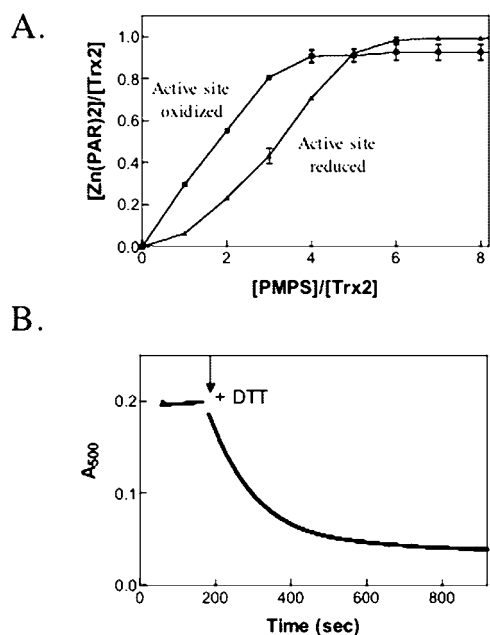 A.
[Zn(PAR)2]/[Trx2]
1.0
0.8
0.6
0.4
0.2
0.0
Active site
oxidized
Active site
reduced
0 2 4 6 8
[PMPS]/[Trx2]
B.
A500
0.2
0.1
0.0
+ DTT
0 200 400 600 800
Time (sec)